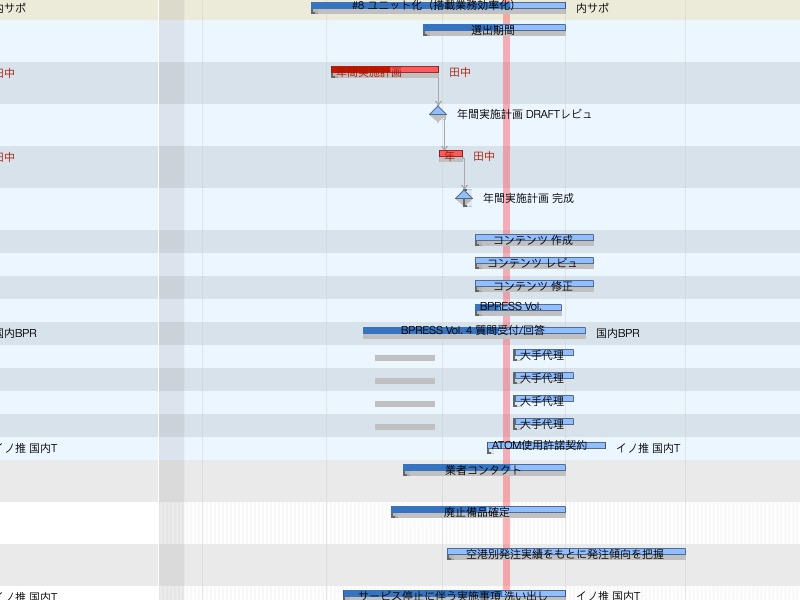 内サポ #8 ユニット化（搭載業務効率化） 内サポ
選出期間
田中 年間実施計画 田中
年間実施計画 DRAFTレビュ
田中 年 田中
年間実施計画 完成
コンテンツ 作成
コンテンツ レビュ
コンテンツ 修正
BPRESS Vol.
国内BPR BPRESS Vol. 4 質問受付/回答 国内BPR
大手代理
大手代理
大手代理
大手代理
イノ推 国内T ATOM使用許諾契約 イノ推 国内T
業者コンタクト
廃止備品確定
空港別発注実績をもとに発注傾向を把握
イノ推 国内T サービス停止に伴う実施事項 洗い出し イノ推 国内T